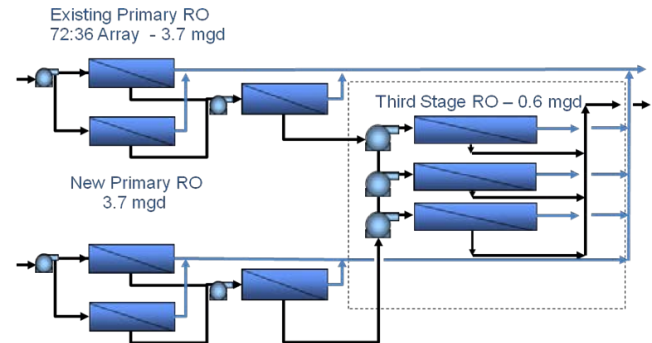 Existing Primary RO
72:36 Array - 3.7 mgd
Third Stage RO – 0.6 mgd
New Primary RO
3.7 mgd